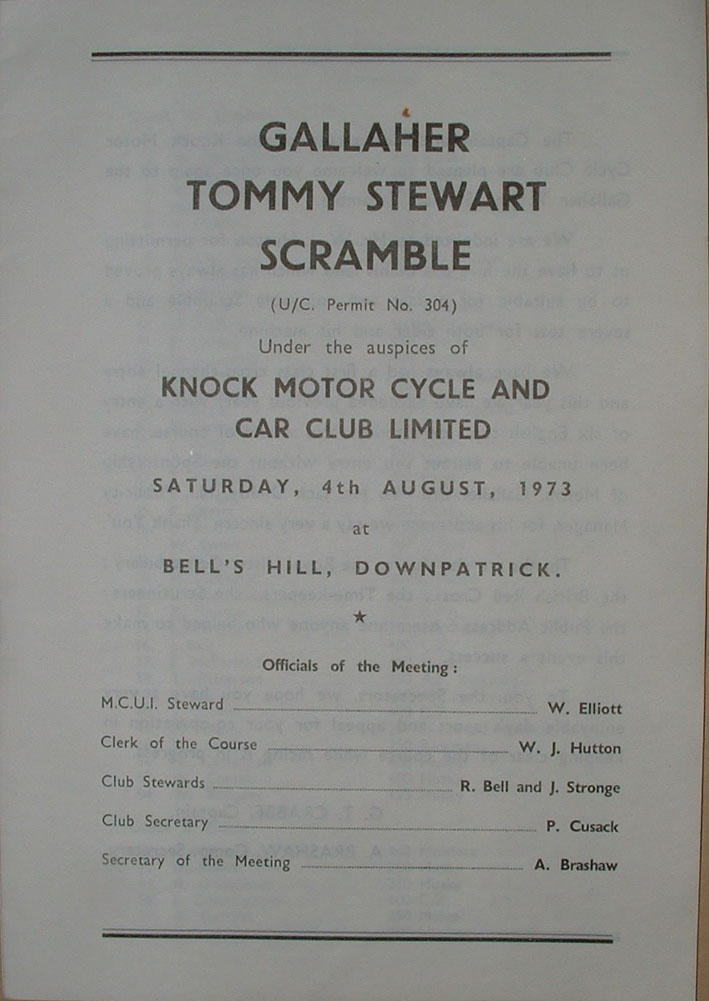 GALLAHER
TOMMY STEWART
SCRAMBLE
(U/C. Permit No. 304)
Under the auspices of
KNOCK MOTOR CYCLE AND
CAR CLUB LIMITED
SATURDAY, 4th AUGUST, 1973
at
BELL'S HILL, DOWNPATRICK.
Officials of the Meeting :
M.C.U.I. Steward W. Elliott
Clerk of the Course W. J. Hutton
Club Stewards R. Bell and J. Stronge
Club Secretary P. Cusack
Secretary of the Meeting A. Brashaw